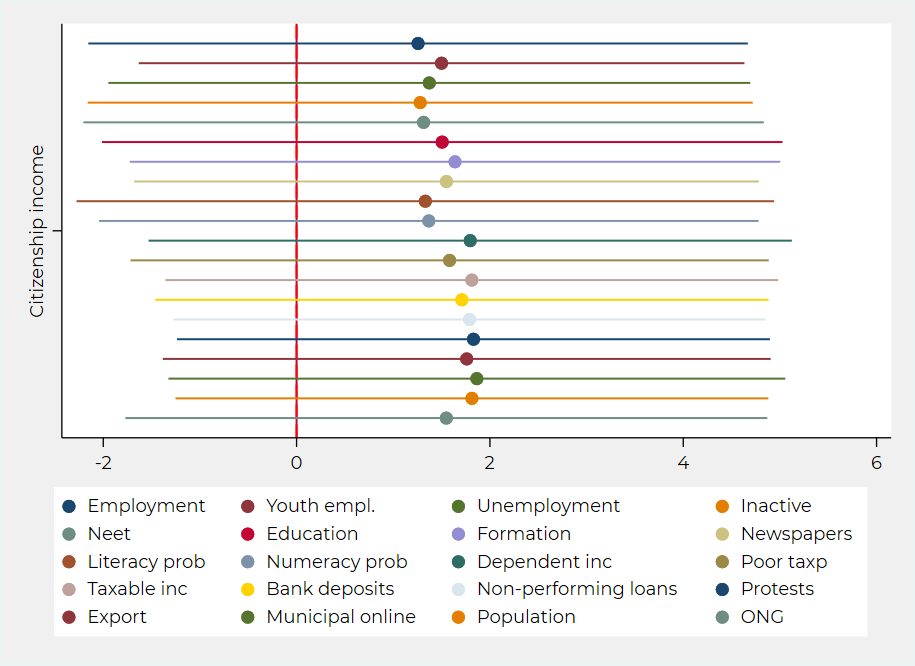 Citizenship income
-2 0 2 4 6
Employment Youth empl. Unemployment Inactive
Neet Education Formation Newspapers
Literacy prob Numeracy prob Dependent inc Poor taxp
Taxable inc Bank deposits Non-performing loans Protests
Export Municipal online Population ONG